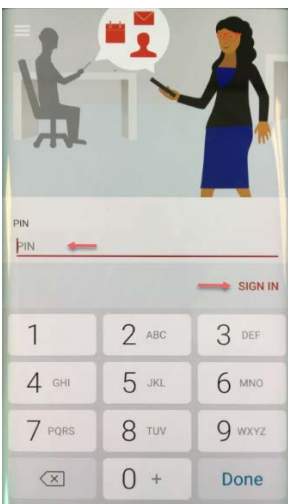 PIN
PIN
SIGN IN
1
2 ABC
3 DEF
4 GHI
5 JKL
6 MNO
7 PQRS
8 TUV
9 WXYZ
0 +
Done